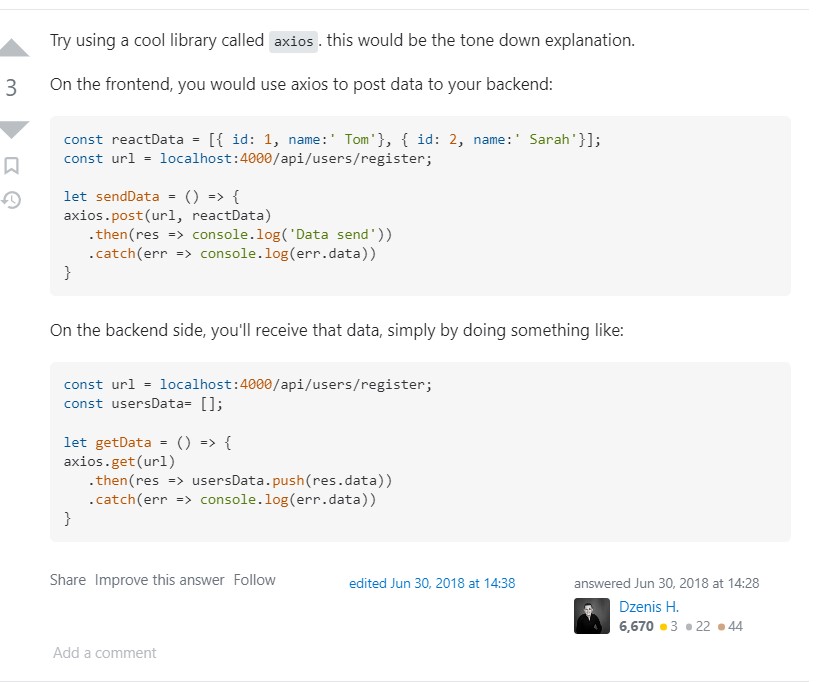 Try using a cool library called axios. this would be the tone down explanation.
3
On the frontend, you would use axios to post data to your backend:
const reactData = [{ id: 1, name:' Tom'}, { id: 2, name:' Sarah'}];
const url = localhost:4000/api/users/register;
let sendData = () => {
axios.post(url, reactData)
   .then(res => console.log('Data send'))
   .catch(err => console.log(err.data))
}
On the backend side, you'll receive that data, simply by doing something like:
const url = localhost:4000/api/users/register;
const usersData= [];
let getData = () => {
axios.get(url)
   .then(res => usersData.push(res.data))
   .catch(err => console.log(err.data))
}
Share Improve this answer Follow
edited Jun 30, 2018 at 14:38
answered Jun 30, 2018 at 14:28
Dzenis H.
6,670 3 22 44
Add a comment